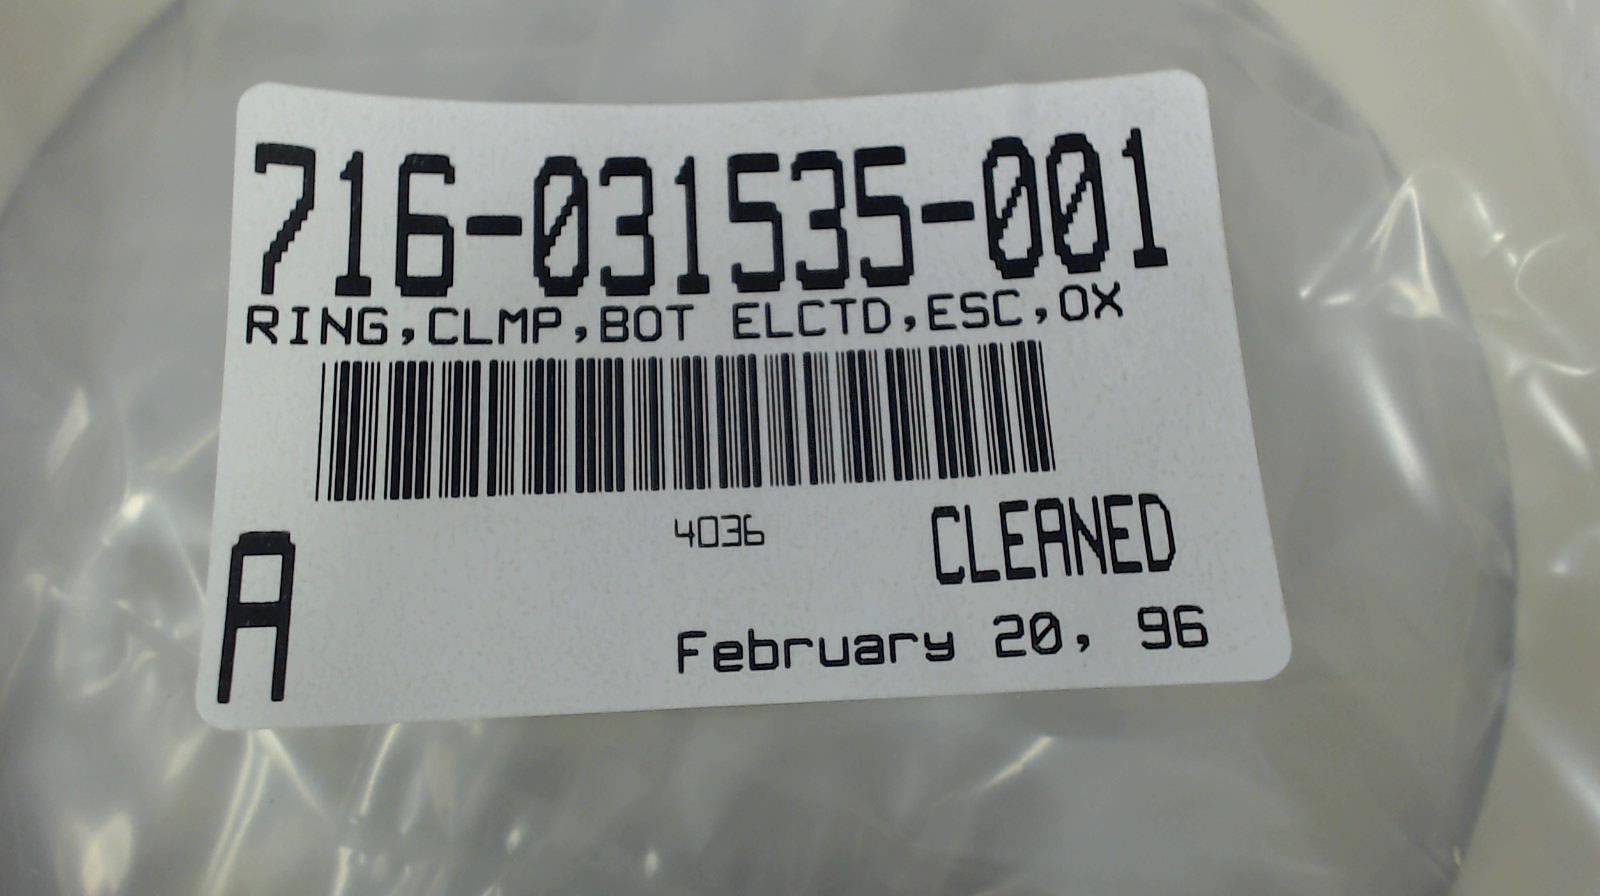 716-031535-001
RING,CLMP,BOT ELCTD,ESC,OX
4036
CLEANED
A
February 20, 96